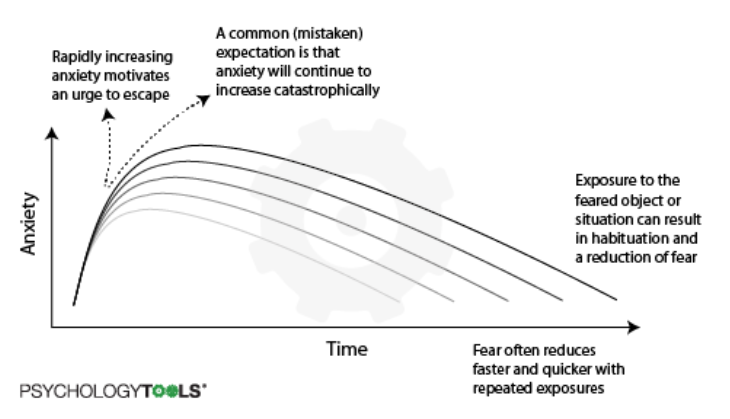 A common (mistaken)
expectation is that
anxiety will continue to
increase catastrophically
Rapidly increasing
anxiety motivates
an urge to escape
Anxiety
Exposure to the
feared object or
situation can result
in habituation and
a reduction of fear
Time
Fear often reduces
faster and quicker with
repeated exposures
PSYCHOLOGYTOOLS®